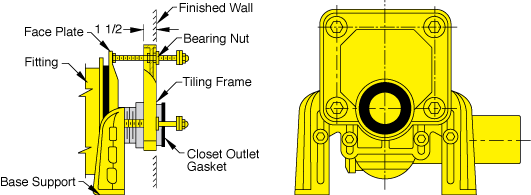 Finished Wall
1 1/2
Face Plate
Bearing Nut
Fitting
Tiling Frame
Closet Outlet
Gasket
Base Support